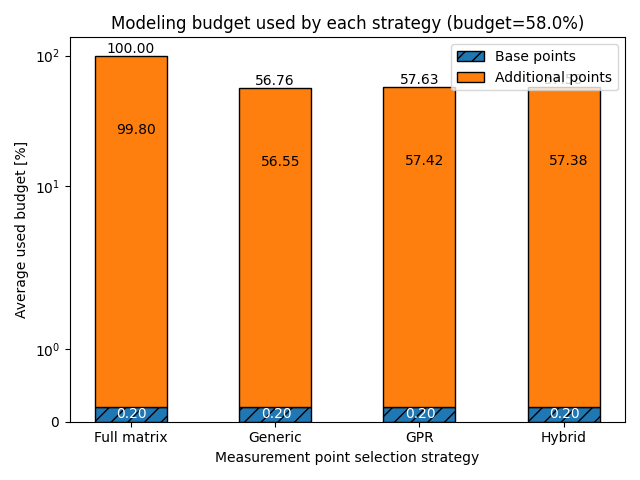 Modeling budget used by each strategy (budget=58.0%)
Base points
Additional points
100.00
56.76
57.63
99.80
56.55
57.42
57.38
0.20
0.20
0.20
0.20
10²
10¹
10⁰
0
Average used budget [%]
Full matrix
Generic
GPR
Hybrid
Measurement point selection strategy